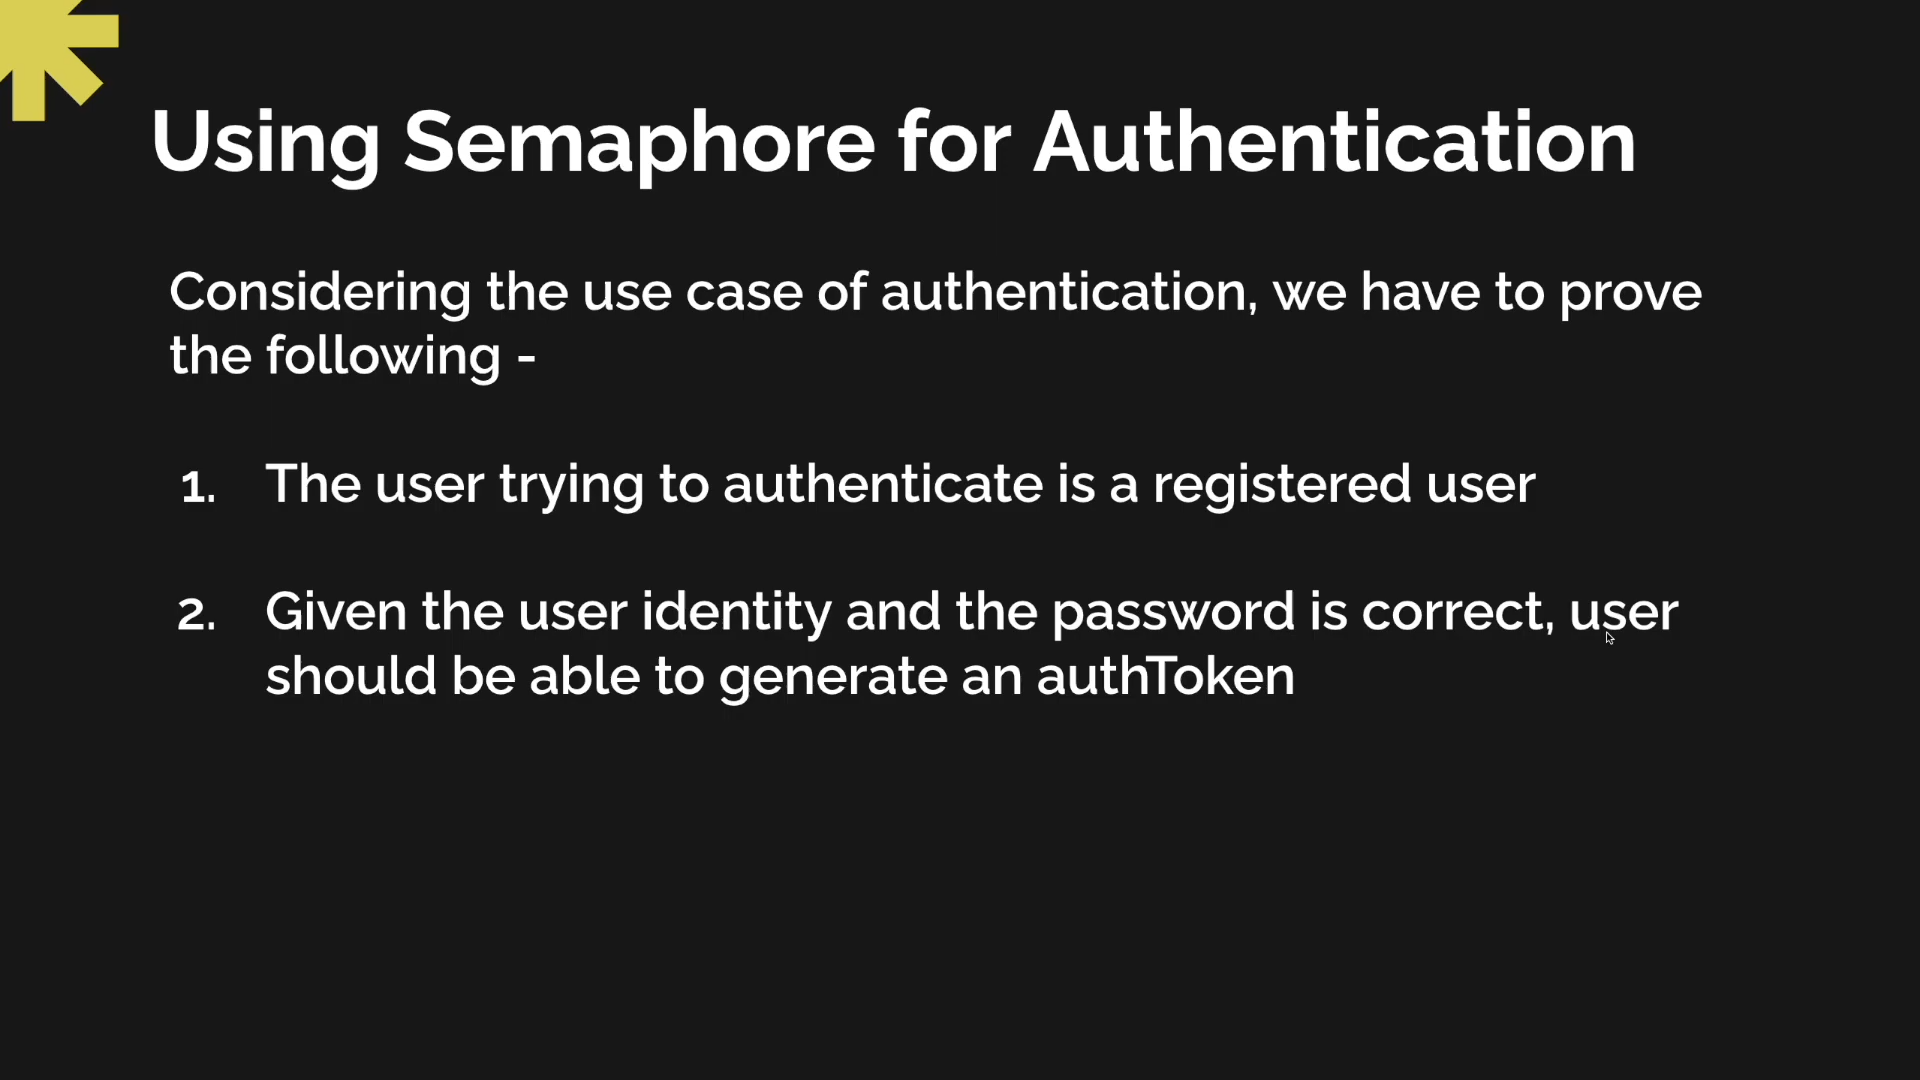 Using Semaphore for Authentication
Considering the use case of authentication, we have to prove
the following -
1. The user trying to authenticate is a registered user
2. Given the user identity and the password is correct, user
should be able to generate an authToken